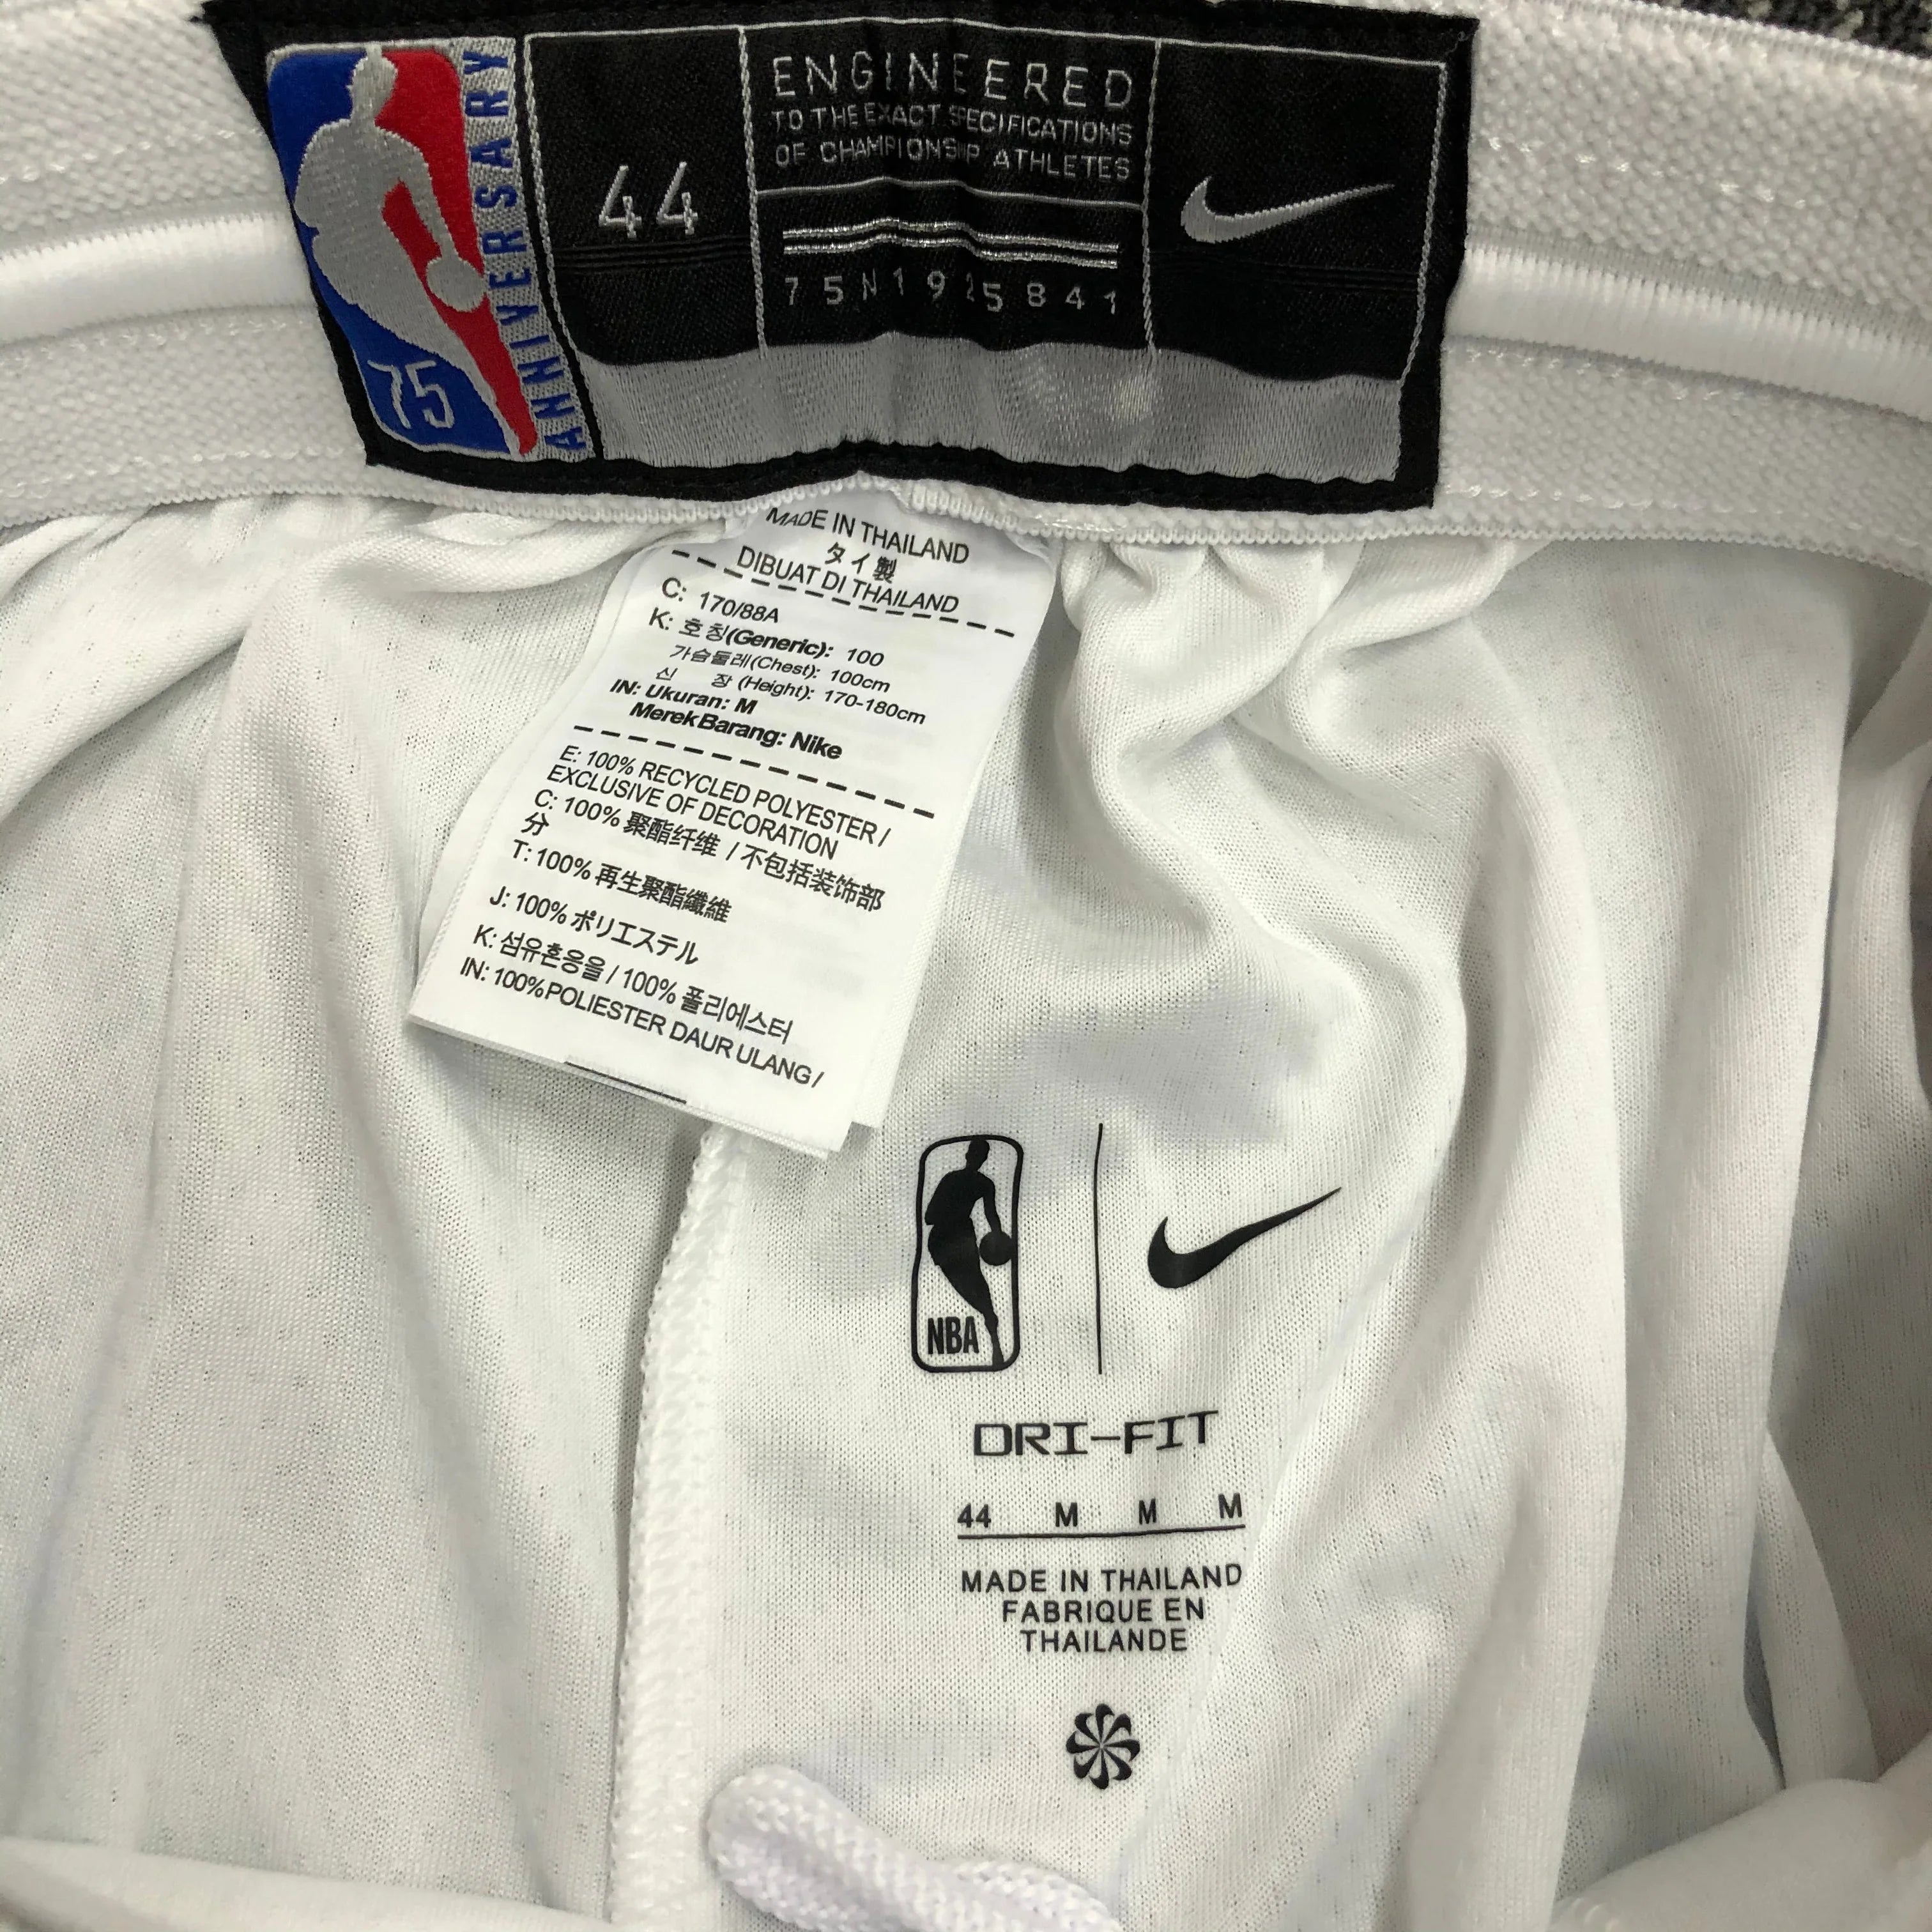 75
ANNIVERSARY
44
ENGINEERED
TO THE EXACT SPECIFICATIONS
OF CHAMPIONSHIP ATHLETES
75N1925841
MADE IN THAILAND
タイ製
DIBUAT DI THAILAND
C: 170/88A
K: 호칭(Generic): 100
가슴둘레(Chest): 100cm
신 장 (Height): 170-180cm
IN: Ukuran: M
Merek Barang: Nike
E: 100% RECYCLED POLYESTER /
EXCLUSIVE OF DECORATION
C: 100% 聚酯纤维 / 不包括装饰部
分
T: 100% 再生聚酯纖維
J: 100% ポリエステル
K: 섬유혼용율 / 100% 폴리에스터
IN: 100% POLIESTER DAUR ULANG /
NBA
DRI-FIT
44 M M M
MADE IN THAILAND
FABRIQUE EN
THAILANDE